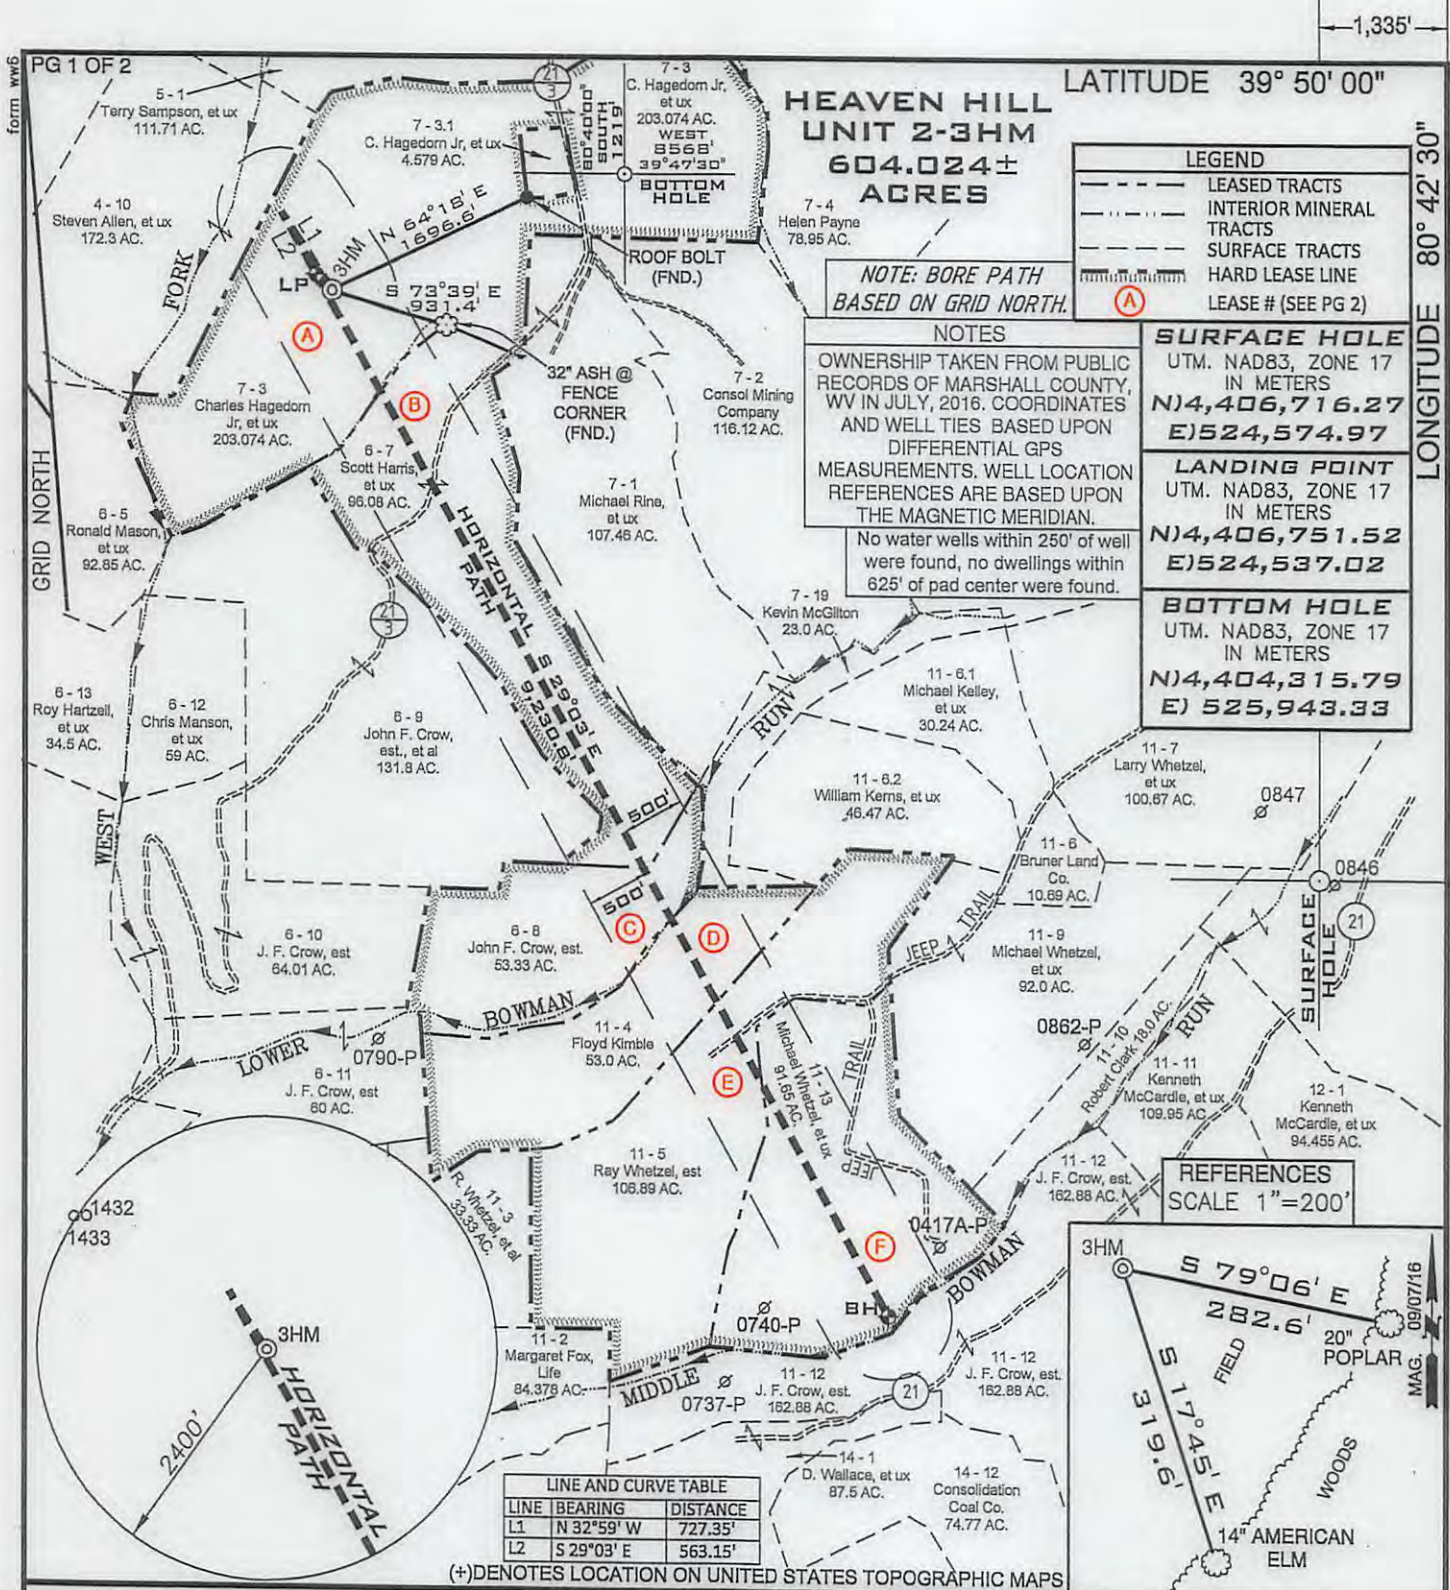 1,335'
form ww6
PG 1 OF 2
LATITUDE 39° 50' 00"
LONGITUDE 80° 42' 30"
HEAVEN HILL
UNIT 2-3HM
604.024±
ACRES
LEGEND
LEASED TRACTS
INTERIOR MINERAL
TRACTS
SURFACE TRACTS
HARD LEASE LINE
A LEASE # (SEE PG 2)
NOTE: BORE PATH
BASED ON GRID NORTH.
NOTES
OWNERSHIP TAKEN FROM PUBLIC
RECORDS OF MARSHALL COUNTY,
WV IN JULY, 2016. COORDINATES
AND WELL TIES BASED UPON
DIFFERENTIAL GPS
MEASUREMENTS. WELL LOCATION
REFERENCES ARE BASED UPON
THE MAGNETIC MERIDIAN.
No water wells within 250' of well
were found, no dwellings within
625' of pad center were found.
SURFACE HOLE
UTM. NAD83, ZONE 17
IN METERS
N)4,406,716.27
E)524,574.97
LANDING POINT
UTM. NAD83, ZONE 17
IN METERS
N)4,406,751.52
E)524,537.02
BOTTOM HOLE
UTM. NAD83, ZONE 17
IN METERS
N)4,404,315.79
E) 525,943.33
5 - 1
Terry Sampson, et ux
111.71 AC.
7 - 3.1
C. Hagedorn Jr, et ux
4.579 AC.
21
3
7 - 3
C. Hagedorn Jr,
et ux
203.074 AC.
WEST
8568'
39°47'30"
BOTTOM
HOLE
80°40'00"
SOUTH
1219'
4 - 10
Steven Allen, et ux
172.3 AC.
7 - 4
Helen Payne
78.95 AC.
FORK
L1
L2
LP
3HM
N 64°18' E
1696.6'
S 73°39' E
931.4'
ROOF BOLT
(FND.)
A
B
32" ASH @
FENCE
CORNER
(FND.)
7 - 2
Consol Mining
Company
116.12 AC.
7 - 3
Charles Hagedorn
Jr, et ux
203.074 AC.
6 - 7
Scott Harris,
et ux
96.08 AC.
7 - 1
Michael Rine,
et ux
107.46 AC.
GRID NORTH
6 - 5
Ronald Mason,
et ux
92.85 AC.
HORIZONTAL
PATH
S 29°03' E
9230.8'
21
3
7 - 19
Kevin McGilton
23.0 AC.
RUN
6 - 13
Roy Hartzell,
et ux
34.5 AC.
6 - 12
Chris Manson,
et ux
59 AC.
6 - 9
John F. Crow,
est., et al
131.8 AC.
11 - 6.1
Michael Kelley,
et ux
30.24 AC.
11 - 7
Larry Whetzel,
et ux
100.67 AC.
11 - 6.2
William Kerns, et ux
46.47 AC.
0847
500'
WEST
11 - 6
Bruner Land
Co.
10.69 AC.
0846
21
SURFACE
HOLE
500'
C
D
JEEP
TRAIL
6 - 10
J. F. Crow, est
64.01 AC.
6 - 8
John F. Crow, est.
53.33 AC.
11 - 9
Michael Whetzel,
et ux
92.0 AC.
BOWMAN
LOWER
0790-P
11 - 4
Floyd Kimble
53.0 AC.
0862-P
11 - 10
Robert Clark 18.0 AC.
RUN
6 - 11
J. F. Crow, est
60 AC.
E
11 - 13
Michael Whetzel, et ux
91.65 AC.
TRAIL
JEEP
11 - 11
Kenneth
McCardle, et ux
109.95 AC.
12 - 1
Kenneth
McCardle, et ux
94.455 AC.
11 - 5
Ray Whetzel, est
106.89 AC.
11 - 3
R. Whetzel, et al
33.33 AC.
11 - 12
J. F. Crow, est.
162.88 AC.
0417A-P
F
BOWMAN
BH
0740-P
11 - 2
Margaret Fox,
Life
84.378 AC.
MIDDLE
0737-P
11 - 12
J. F. Crow, est.
162.88 AC.
21
11 - 12
J. F. Crow, est.
162.88 AC.
14 - 1
D. Wallace, et ux
87.5 AC.
14 - 12
Consolidation
Coal Co.
74.77 AC.
1432
1433
3HM
2400'
HORIZONTAL
PATH
LINE AND CURVE TABLE
LINE BEARING DISTANCE
L1 N 32°59' W 727.35'
L2 S 29°03' E 563.15'
(+)DENOTES LOCATION ON UNITED STATES TOPOGRAPHIC MAPS
REFERENCES
SCALE 1"=200'
3HM
S 79°06' E
282.6'
S 17°45' E
319.6'
FIELD
20"
POPLAR
WOODS
14" AMERICAN
ELM
MAG. N 09/07/16